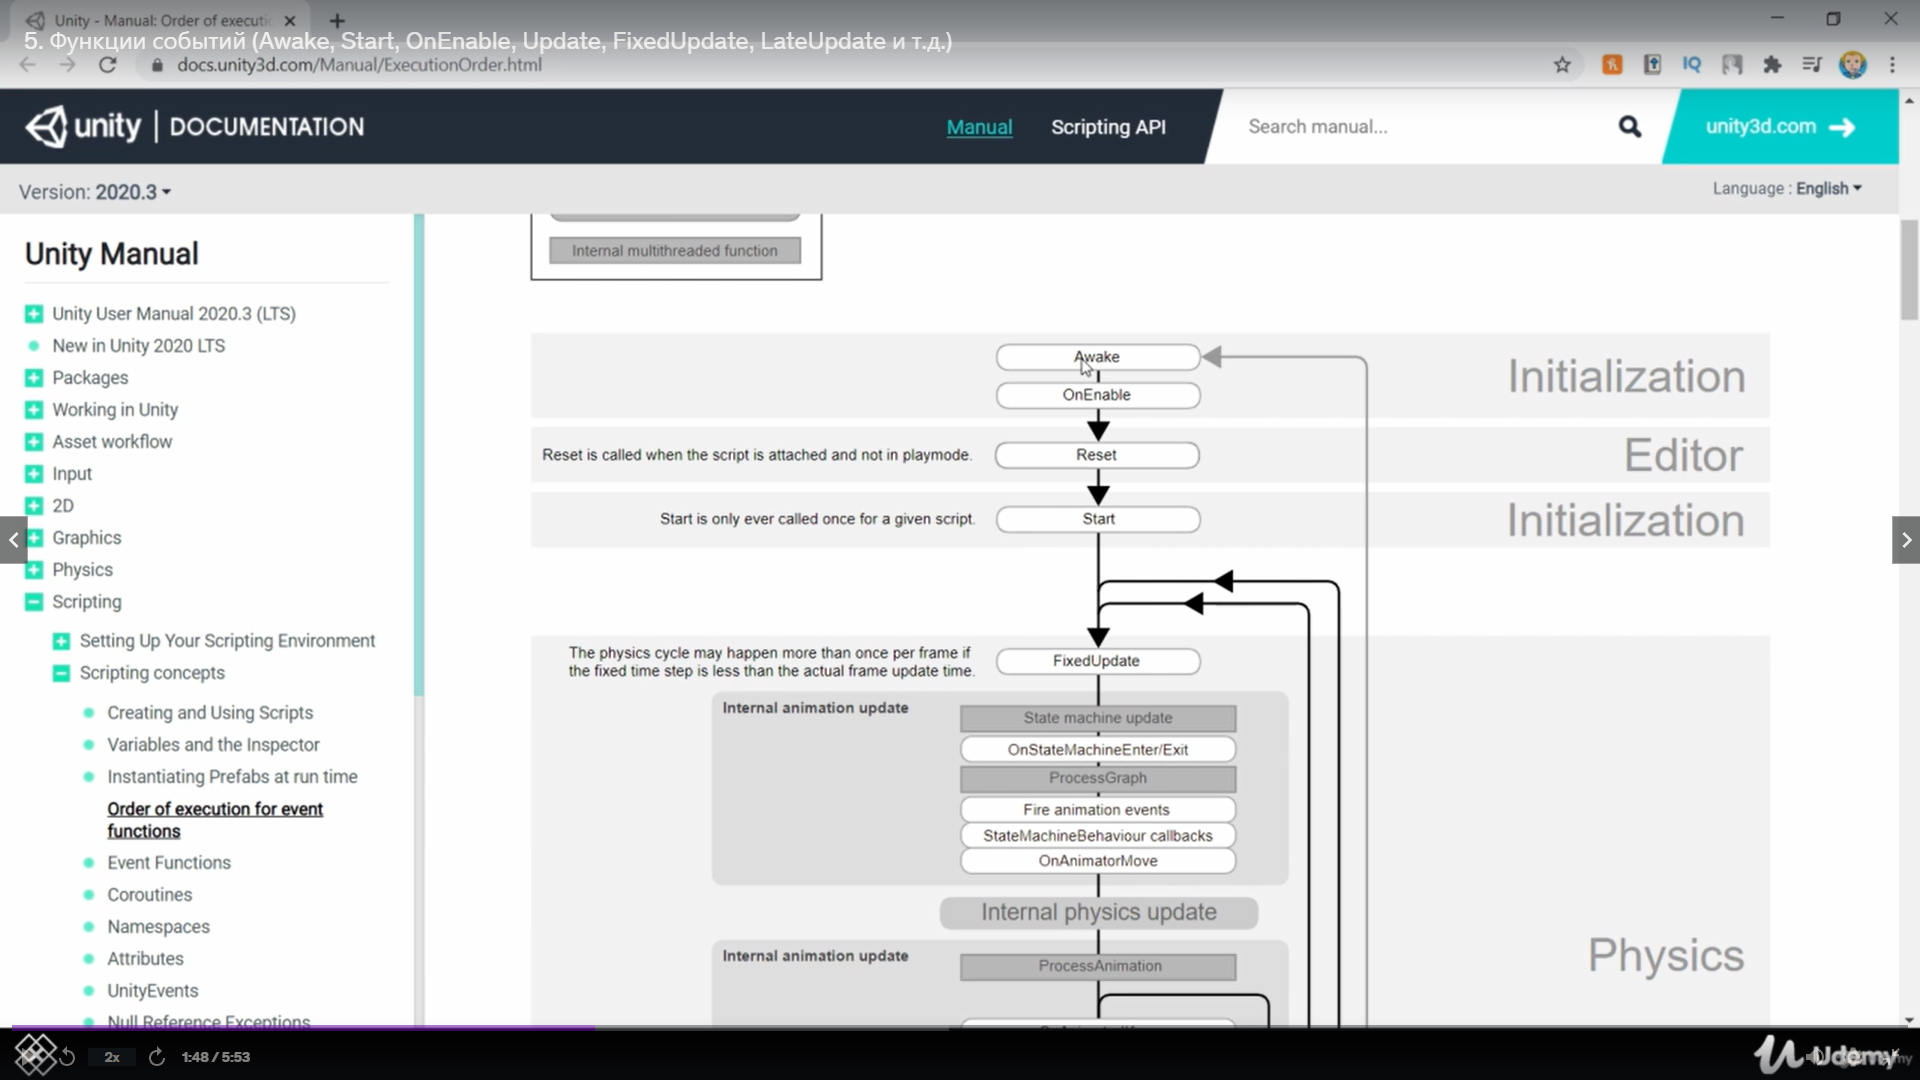 Unity - Manual: Order of executi
5. Функции событий (Awake, Start, OnEnable, Update, FixedUpdate, LateUpdate и т.д.)
docs.unity3d.com/Manual/ExecutionOrder.html
unity | DOCUMENTATION
Manual
Scripting API
Search manual...
unity3d.com
Version: 2020.3
Language : English
Unity Manual
Unity User Manual 2020.3 (LTS)
New in Unity 2020 LTS
Packages
Working in Unity
Asset workflow
Input
2D
Graphics
Physics
Scripting
Setting Up Your Scripting Environment
Scripting concepts
Creating and Using Scripts
Variables and the Inspector
Instantiating Prefabs at run time
Order of execution for event
functions
Event Functions
Coroutines
Namespaces
Attributes
UnityEvents
Null Reference Exceptions
Internal multithreaded function
Awake
OnEnable
Initialization
Reset is called when the script is attached and not in playmode.
Reset
Editor
Start is only ever called once for a given script.
Start
Initialization
The physics cycle may happen more than once per frame if
the fixed time step is less than the actual frame update time.
FixedUpdate
Internal animation update
State machine update
OnStateMachineEnter/Exit
ProcessGraph
Fire animation events
StateMachineBehaviour callbacks
OnAnimatorMove
Internal physics update
Internal animation update
ProcessAnimation
Physics
2x
1:48 / 5:53
Udemy